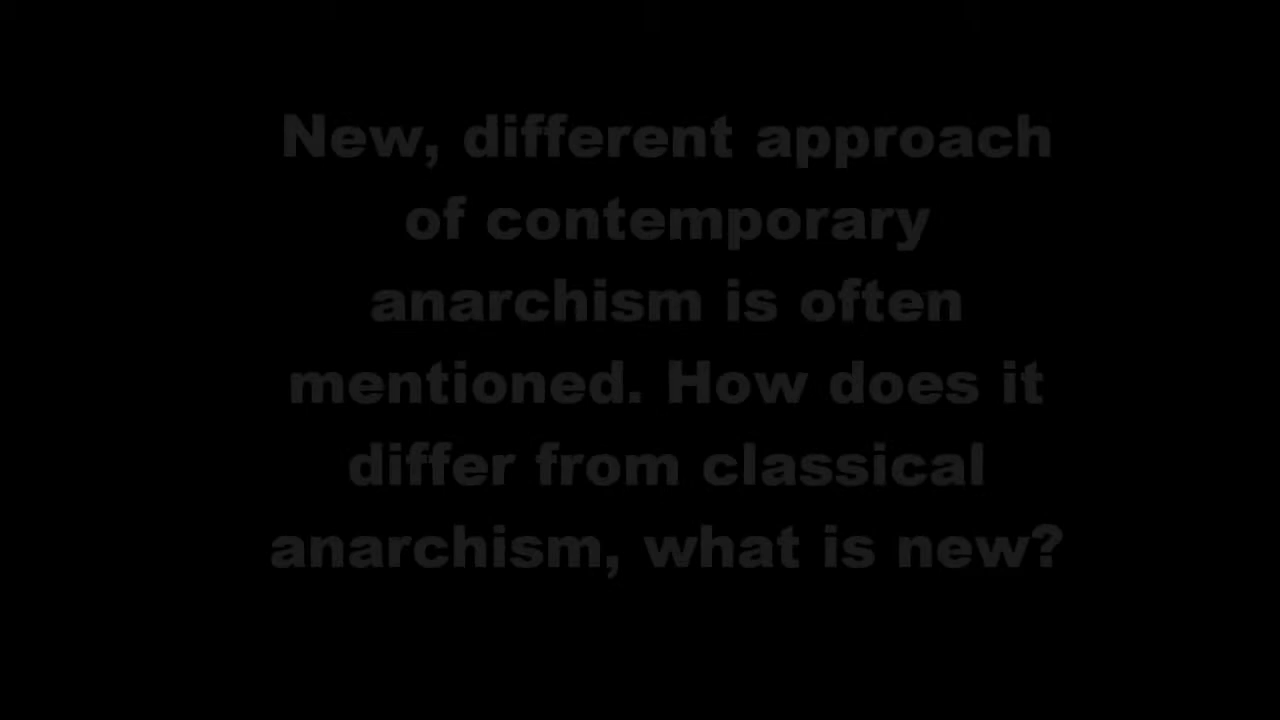 New, different approach
of contemporary
anarchism is often
mentioned. How does it
differ from classical
anarchism, what is new?